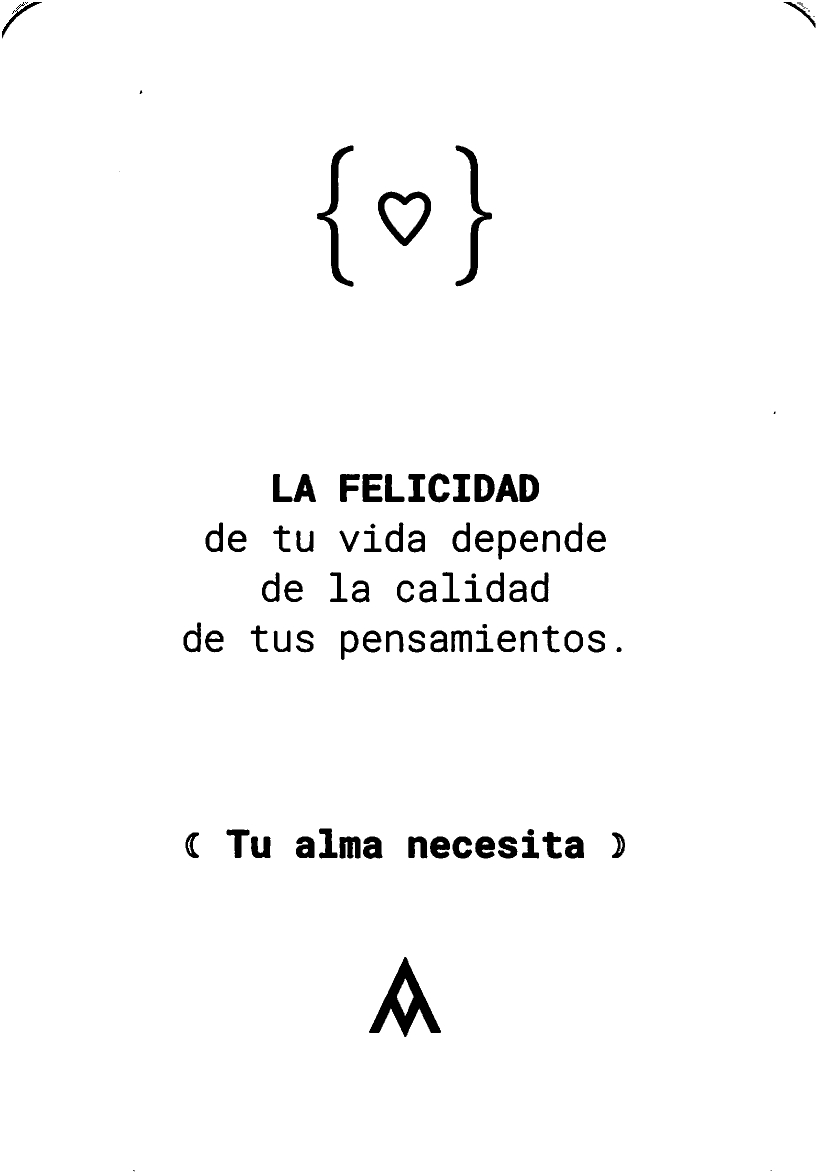 LA FELICIDAD
de tu vida depende
de la calidad
de tus pensamientos.
Tu alma necesita